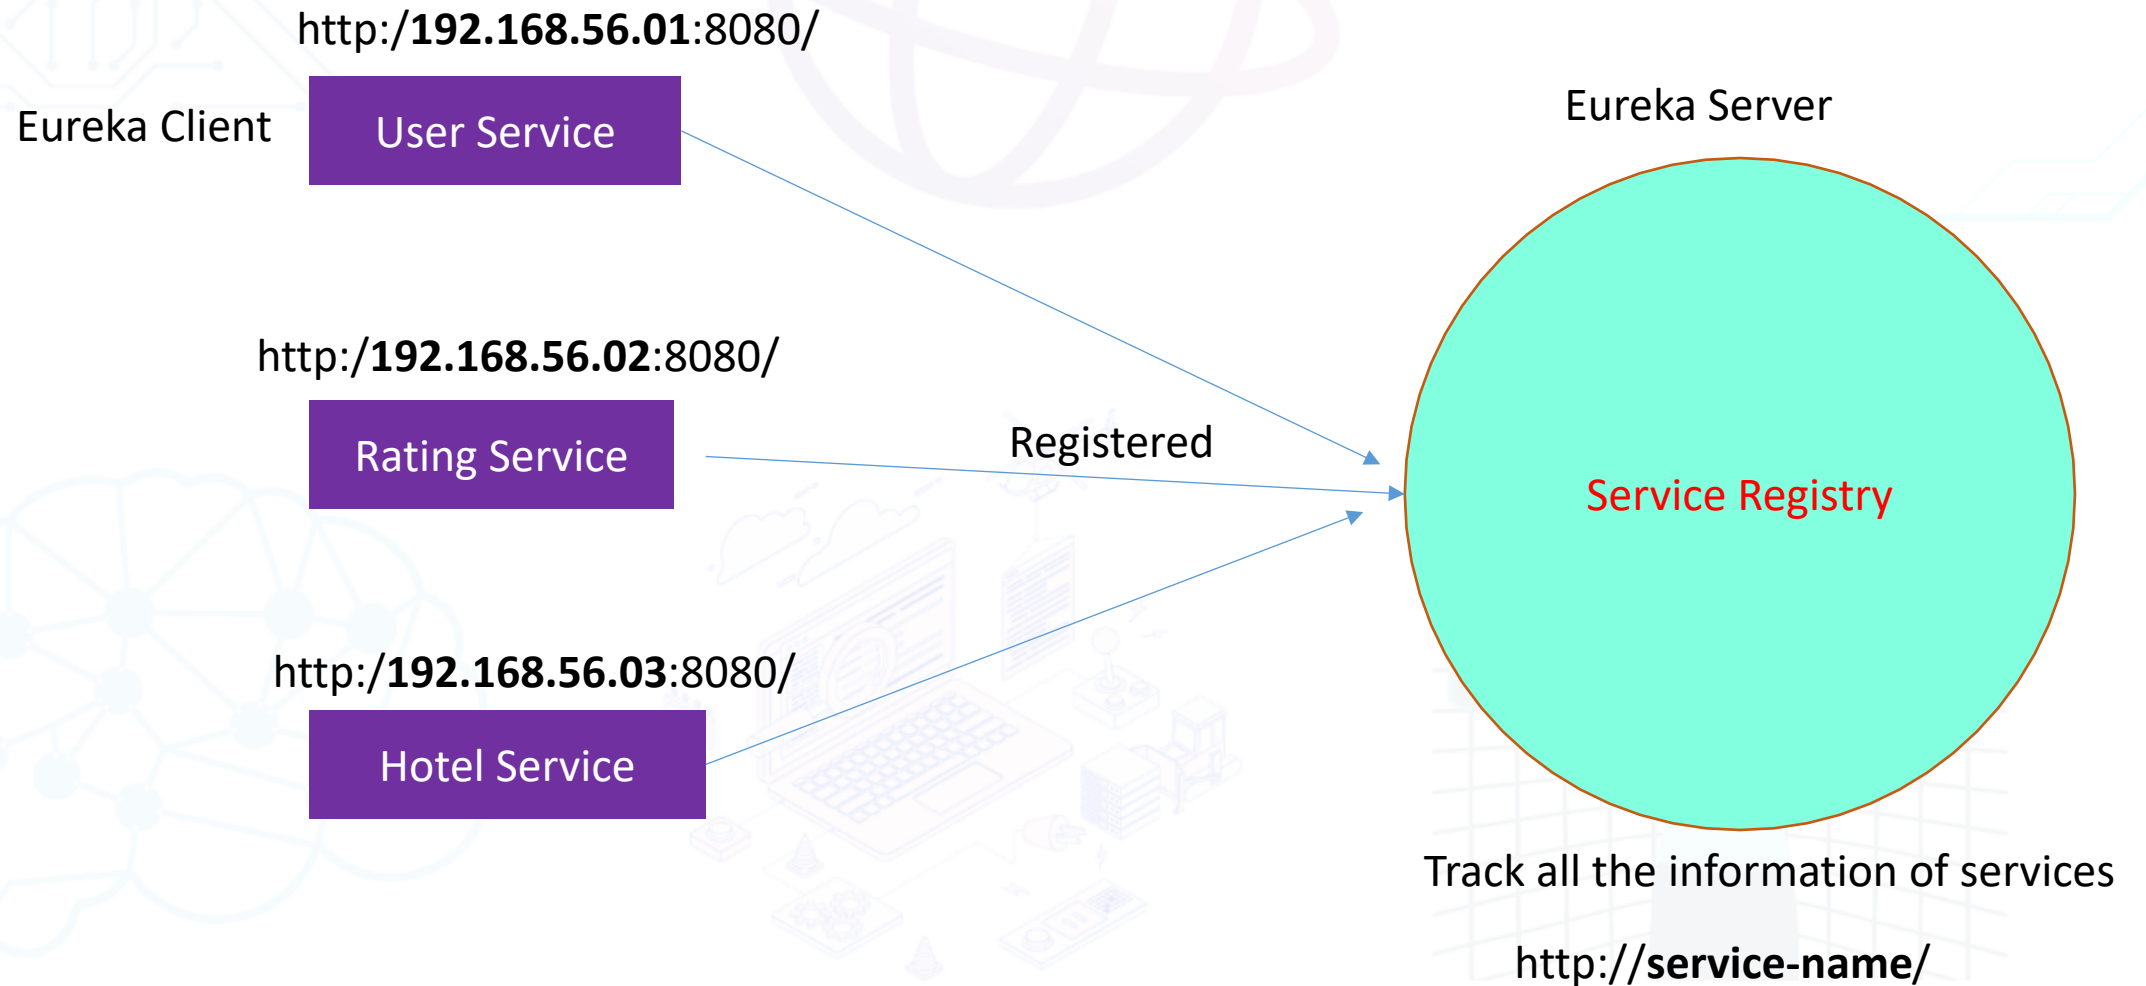 http:/192.168.56.01:8080/
Eureka Client
User Service
Eureka Server
http:/192.168.56.02:8080/
Rating Service
Registered
Service Registry
http:/192.168.56.03:8080/
Hotel Service
Track all the information of services
http://service-name/